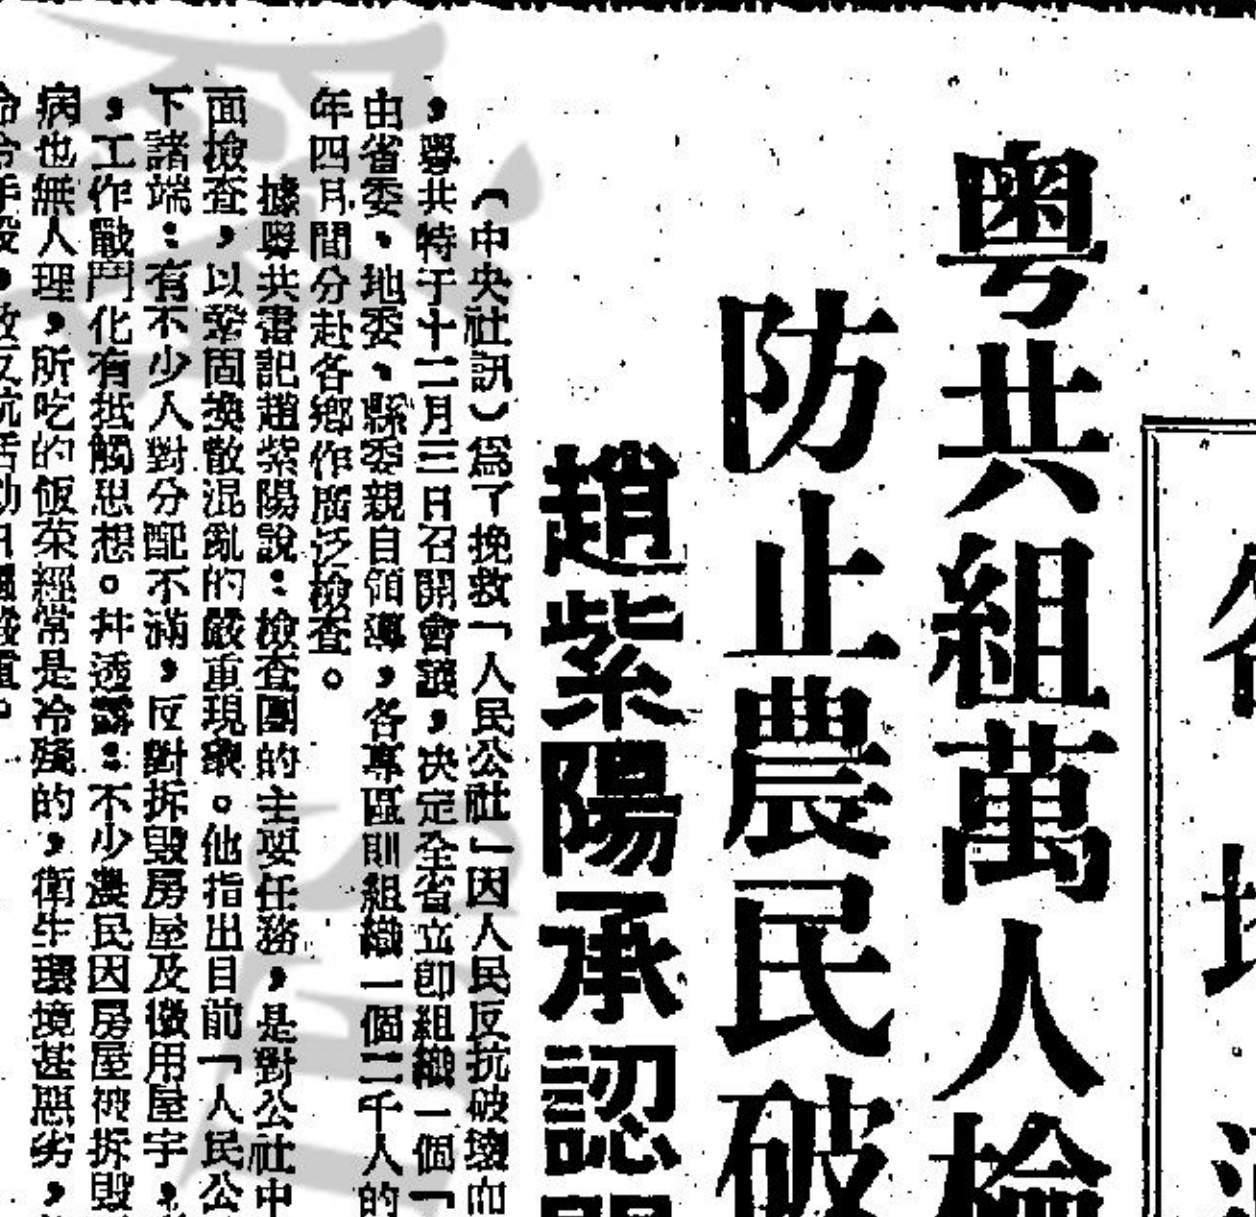 粤共組萬人檢
防止農民破
趙紫陽承認
(中央社訊)爲了挽救「人民公社」因人民反抗破壞而
,粵共特于十二月三日召開會議,决定全省立即組織一個「
由省委、地委、縣委親自領導,各專區則組織一個二千人的
年四月間分赴各鄉作廣泛檢查。
據粤共書記趙紫陽說:檢查團的主要任務,是對公社中
面檢查,以鞏固渙散混亂的嚴重現象。他指出目前「人民公
下諸端:有不少人對分配不滿,反對拆毀房屋及徵用屋宇,
,工作戰鬥化有抵觸思想。并透露:不少農民因房屋被拆毀
病也無人理,所吃的飯菜經常是冷殘的,衛生環境甚惡劣,